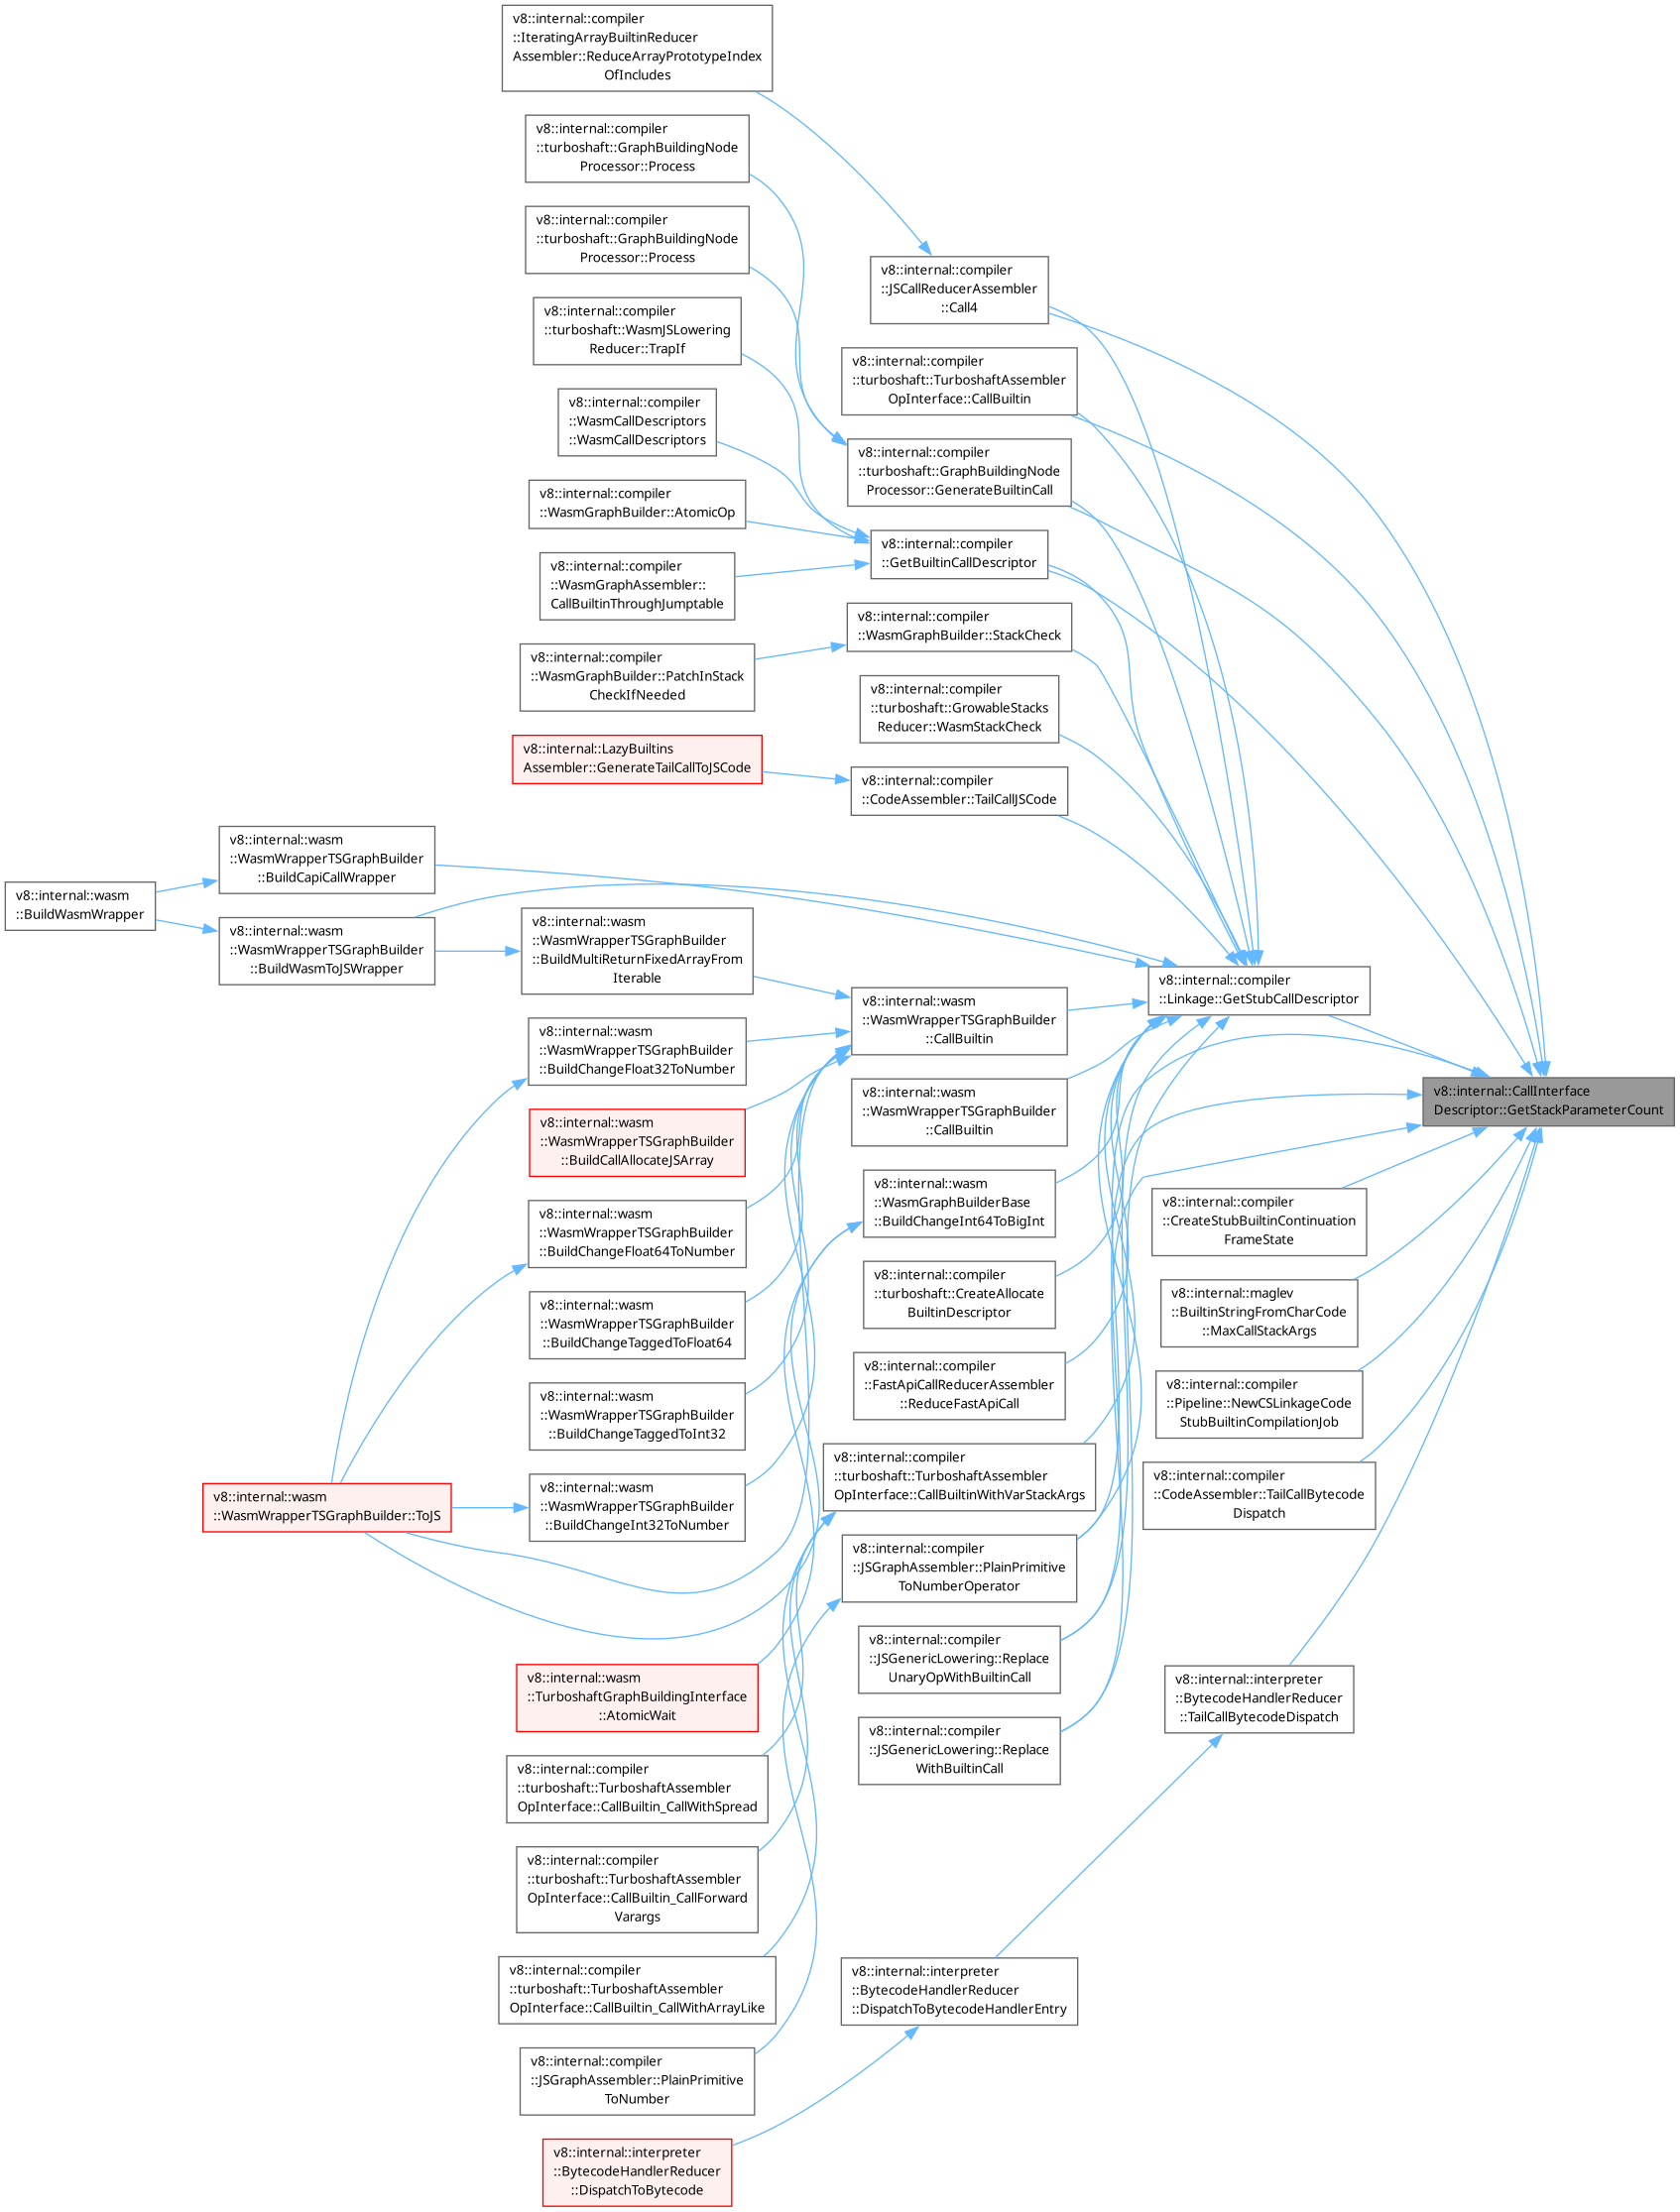 v8::internal::compiler
::IteratingArrayBuiltinReducer
Assembler::ReduceArrayPrototypeIndex
OfIncludes
v8::internal::compiler
::turboshaft::GraphBuildingNode
Processor::Process
v8::internal::compiler
::turboshaft::GraphBuildingNode
Processor::Process
v8::internal::compiler
::turboshaft::WasmJSLowering
Reducer::TrapIf
v8::internal::compiler
::WasmCallDescriptors
::WasmCallDescriptors
v8::internal::compiler
::WasmGraphBuilder::AtomicOp
v8::internal::compiler
::WasmGraphAssembler::
CallBuiltinThroughJumptable
v8::internal::compiler
::WasmGraphBuilder::PatchInStack
CheckIfNeeded
v8::internal::LazyBuiltins
Assembler::GenerateTailCallToJSCode
v8::internal::compiler
::JSCallReducerAssembler
::Call4
v8::internal::compiler
::turboshaft::TurboshaftAssembler
OpInterface::CallBuiltin
v8::internal::compiler
::turboshaft::GraphBuildingNode
Processor::GenerateBuiltinCall
v8::internal::compiler
::GetBuiltinCallDescriptor
v8::internal::compiler
::WasmGraphBuilder::StackCheck
v8::internal::compiler
::turboshaft::GrowableStacks
Reducer::WasmStackCheck
v8::internal::compiler
::CodeAssembler::TailCallJSCode
v8::internal::wasm
::BuildWasmWrapper
v8::internal::wasm
::WasmWrapperTSGraphBuilder
::BuildCapiCallWrapper
v8::internal::wasm
::WasmWrapperTSGraphBuilder
::BuildWasmToJSWrapper
v8::internal::wasm
::WasmWrapperTSGraphBuilder
::BuildMultiReturnFixedArrayFrom
Iterable
v8::internal::wasm
::WasmWrapperTSGraphBuilder
::BuildChangeFloat32ToNumber
v8::internal::wasm
::WasmWrapperTSGraphBuilder
::BuildCallAllocateJSArray
v8::internal::wasm
::WasmWrapperTSGraphBuilder
::BuildChangeFloat64ToNumber
v8::internal::wasm
::WasmWrapperTSGraphBuilder
::BuildChangeTaggedToFloat64
v8::internal::wasm
::WasmWrapperTSGraphBuilder
::BuildChangeTaggedToInt32
v8::internal::wasm
::WasmWrapperTSGraphBuilder
::BuildChangeInt32ToNumber
v8::internal::wasm
::WasmWrapperTSGraphBuilder::ToJS
v8::internal::wasm
::TurboshaftGraphBuildingInterface
::AtomicWait
v8::internal::compiler
::turboshaft::TurboshaftAssembler
OpInterface::CallBuiltin_CallWithSpread
v8::internal::compiler
::turboshaft::TurboshaftAssembler
OpInterface::CallBuiltin_CallForward
Varargs
v8::internal::compiler
::turboshaft::TurboshaftAssembler
OpInterface::CallBuiltin_CallWithArrayLike
v8::internal::compiler
::JSGraphAssembler::PlainPrimitive
ToNumber
v8::internal::interpreter
::BytecodeHandlerReducer
::DispatchToBytecode
v8::internal::compiler
::Linkage::GetStubCallDescriptor
v8::internal::wasm
::WasmWrapperTSGraphBuilder
::CallBuiltin
v8::internal::wasm
::WasmWrapperTSGraphBuilder
::CallBuiltin
v8::internal::wasm
::WasmGraphBuilderBase
::BuildChangeInt64ToBigInt
v8::internal::compiler
::turboshaft::CreateAllocate
BuiltinDescriptor
v8::internal::compiler
::FastApiCallReducerAssembler
::ReduceFastApiCall
v8::internal::compiler
::turboshaft::TurboshaftAssembler
OpInterface::CallBuiltinWithVarStackArgs
v8::internal::compiler
::JSGraphAssembler::PlainPrimitive
ToNumberOperator
v8::internal::compiler
::JSGenericLowering::Replace
UnaryOpWithBuiltinCall
v8::internal::compiler
::JSGenericLowering::Replace
WithBuiltinCall
v8::internal::interpreter
::BytecodeHandlerReducer
::DispatchToBytecodeHandlerEntry
v8::internal::CallInterface
Descriptor::GetStackParameterCount
v8::internal::compiler
::CreateStubBuiltinContinuation
FrameState
v8::internal::maglev
::BuiltinStringFromCharCode
::MaxCallStackArgs
v8::internal::compiler
::Pipeline::NewCSLinkageCode
StubBuiltinCompilationJob
v8::internal::compiler
::CodeAssembler::TailCallBytecode
Dispatch
v8::internal::interpreter
::BytecodeHandlerReducer
::TailCallBytecodeDispatch